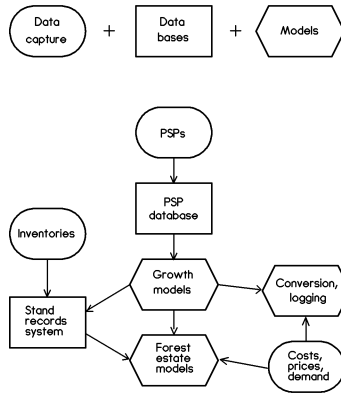 Data
capture
+
Data
bases
+
Models
PSPs
PSP
database
Inventories
Growth
models
Conversion,
logging
Stand
records
system
Forest
estate
models
Costs,
prices,
demand